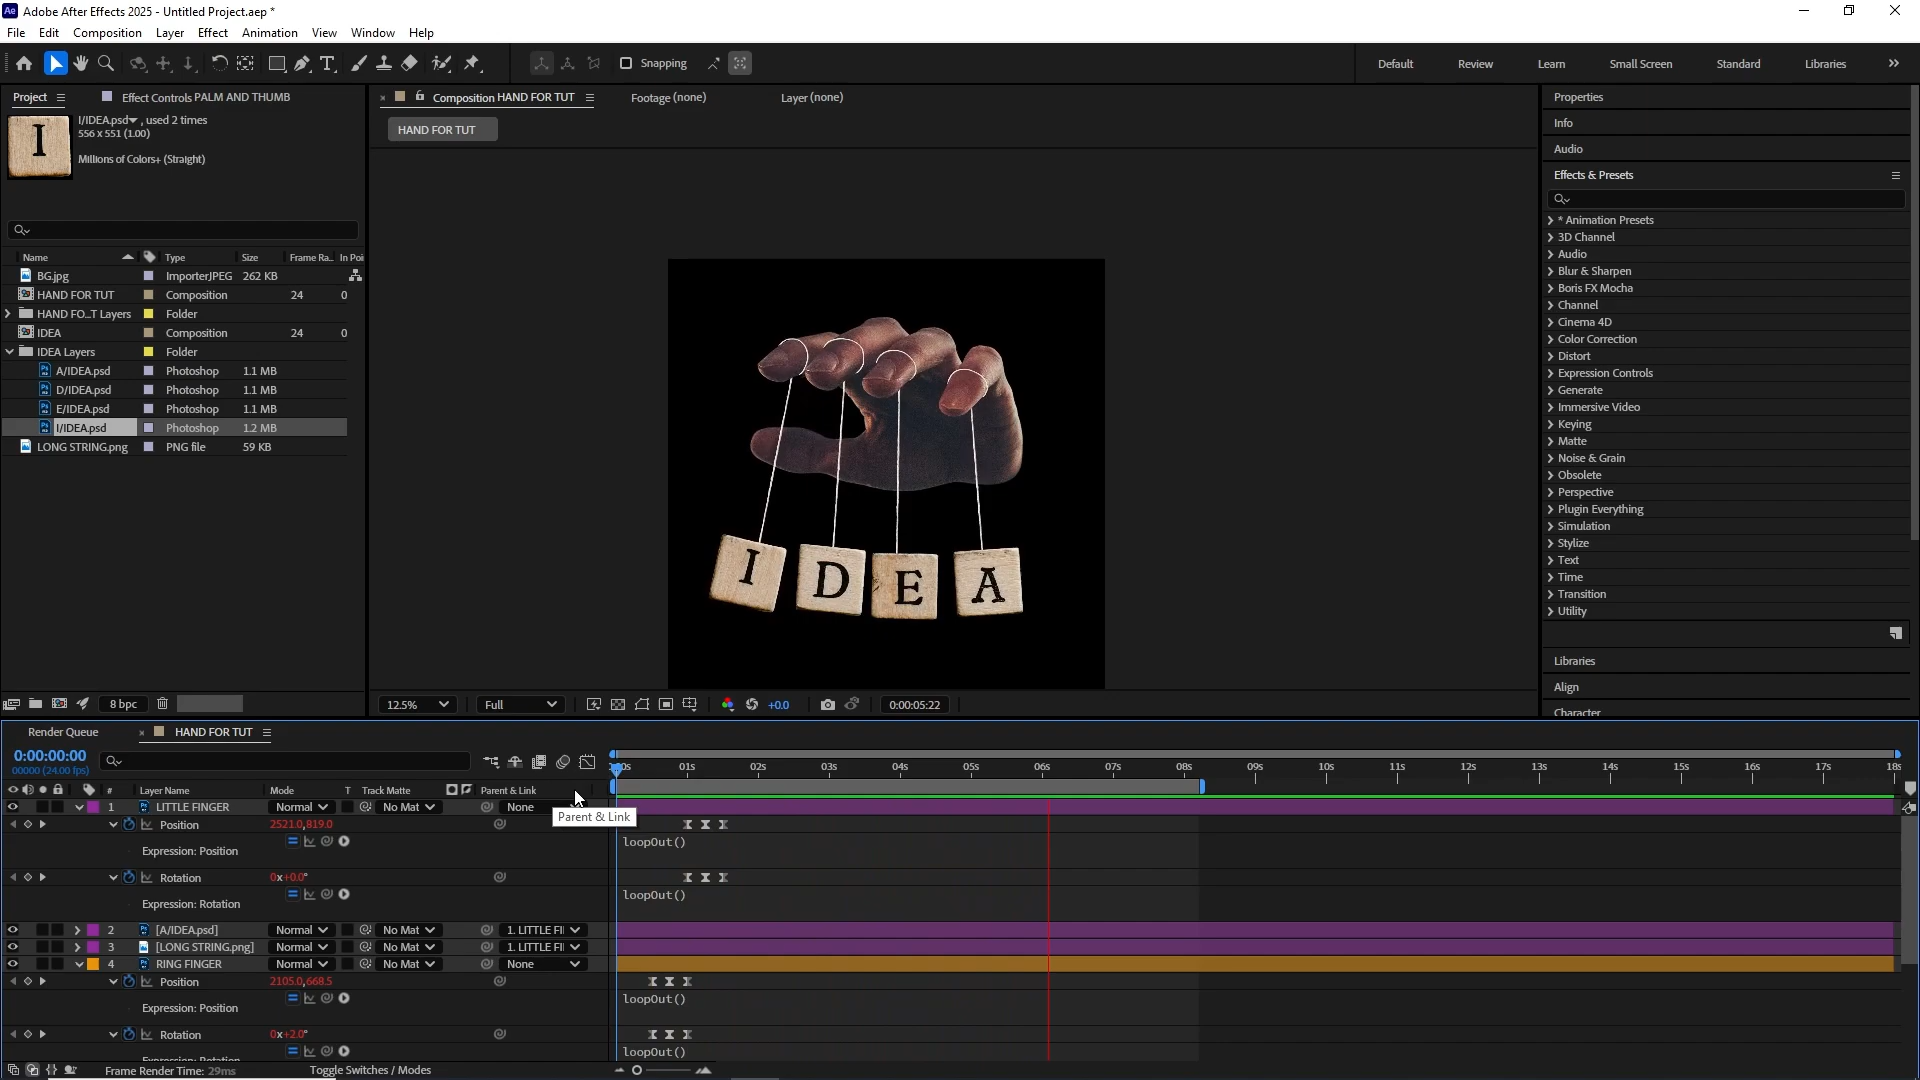 Ae Adobe After Effects 2025 - Untitled Project.aep *
File Edit Composition Layer Effect Animation View Window Help
Snapping
Default Review Learn Small Screen Standard Libraries
Project Effect Controls PALM AND THUMB
I/IDEA.psd , used 2 times
556 x 551 (1.00)
Millions of Colors+ (Straight)
Name Type Size Frame Ra... In Poi
BG.jpg ImporterJPEG 262 KB
HAND FOR TUT Composition 24 0
HAND FO...T Layers Folder
IDEA Composition 24 0
IDEA Layers Folder
A/IDEA.psd Photoshop 1.1 MB
D/IDEA.psd Photoshop 1.1 MB
E/IDEA.psd Photoshop 1.1 MB
I/IDEA.psd Photoshop 1.2 MB
LONG STRING.png PNG file 59 KB
8 bpc
Composition HAND FOR TUT Footage (none) Layer (none)
HAND FOR TUT
I D E A
12.5% Full +0.0 0:00:05:22
Properties
Info
Audio
Effects & Presets
* Animation Presets
3D Channel
Audio
Blur & Sharpen
Boris FX Mocha
Channel
Cinema 4D
Color Correction
Distort
Expression Controls
Generate
Immersive Video
Keying
Matte
Noise & Grain
Obsolete
Perspective
Plugin Everything
Simulation
Stylize
Text
Time
Transition
Utility
Libraries
Align
Character
Render Queue HAND FOR TUT
0:00:00:00
00000 (24.00 fps)
01s 02s 03s 04s 05s 06s 07s 08s 09s 10s 11s 12s 13s 14s 15s 16s 17s 18s
# Layer Name Mode T Track Matte Parent & Link
1 LITTLE FINGER Normal No Mat None
Parent & Link
Position 2521.0,819.0
Expression: Position loopOut()
Rotation 0x+0.0°
Expression: Rotation loopOut()
2 [A/IDEA.psd] Normal No Mat 1. LITTLE FI
3 [LONG STRING.png] Normal No Mat 1. LITTLE FI
4 RING FINGER Normal No Mat None
Position 2105.0,668.5
Expression: Position loopOut()
Rotation 0x+2.0°
Expression: Rotation loopOut()
Frame Render Time: 29ms Toggle Switches / Modes